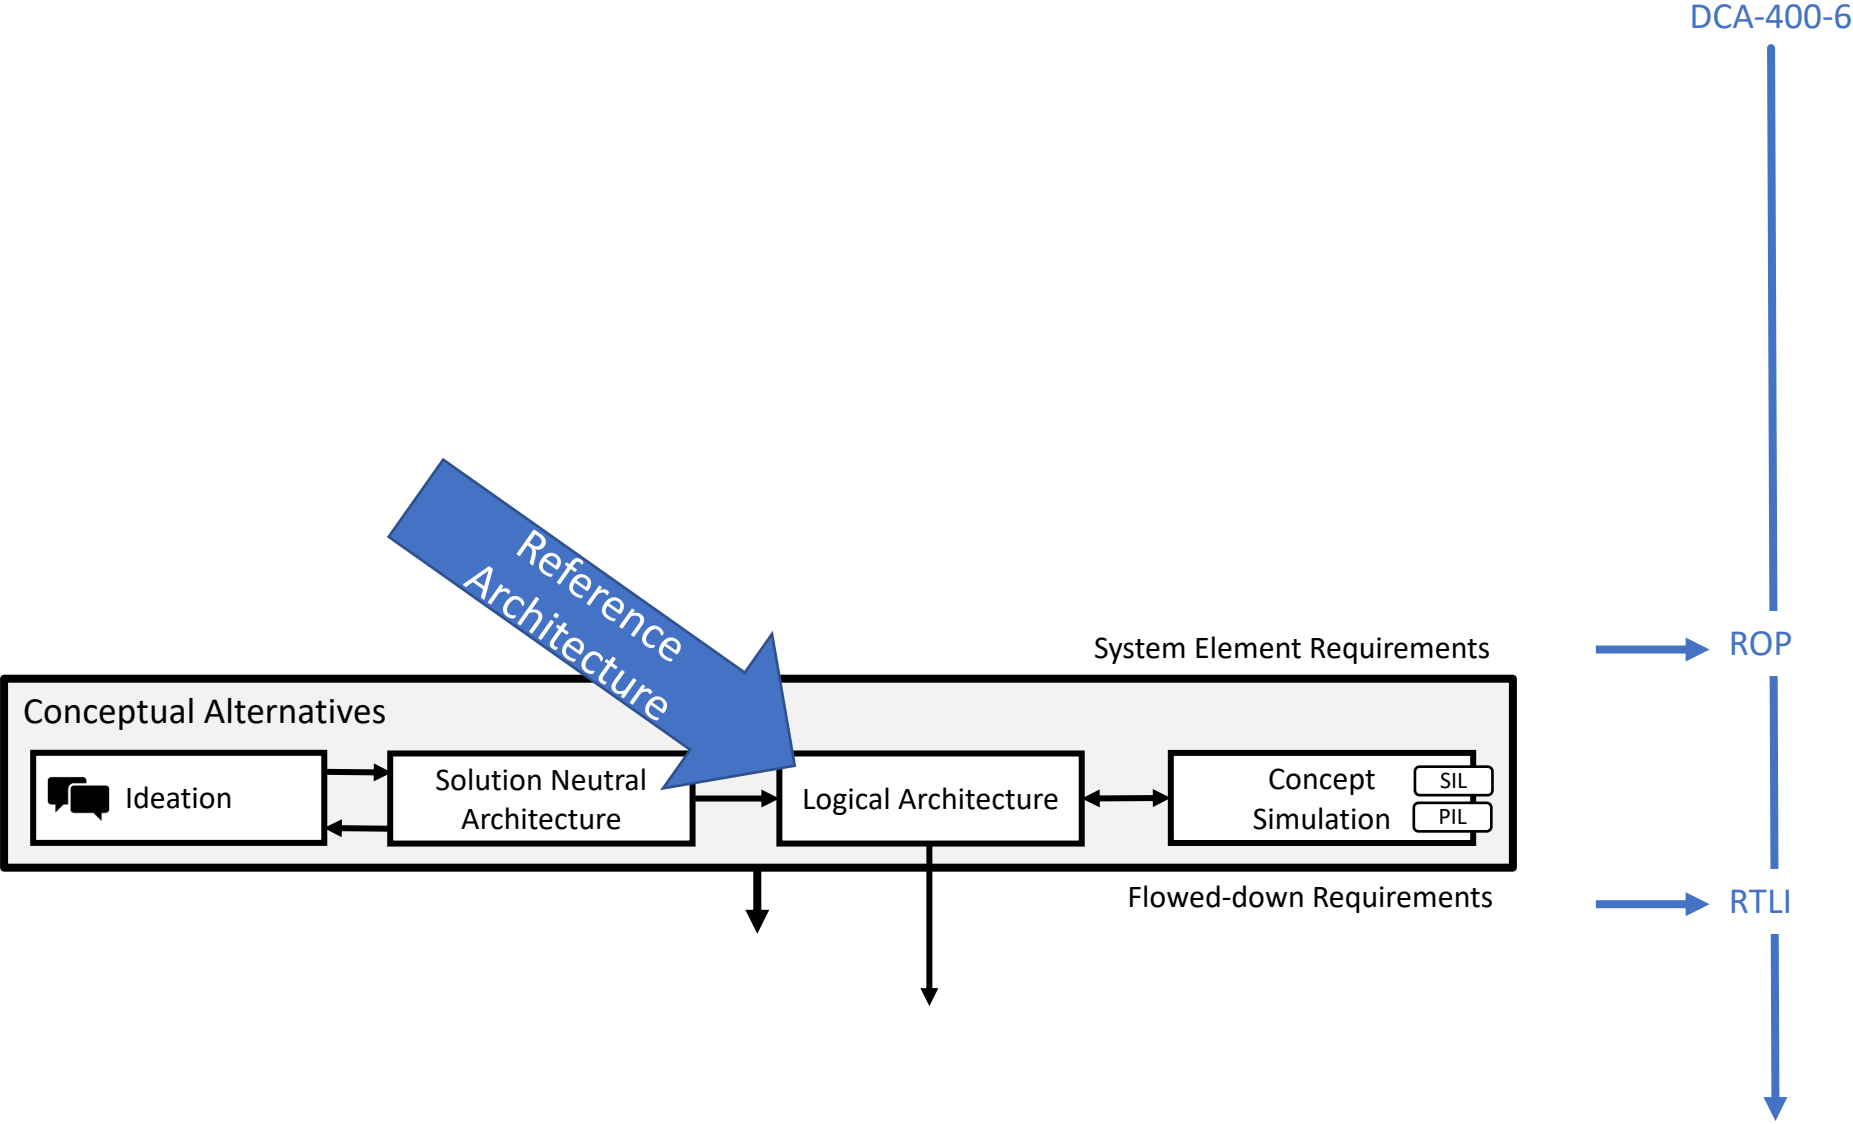 DCA-400-6
Reference
Architecture
System Element Requirements
ROP
Conceptual Alternatives
Ideation
Solution Neutral
Architecture
Logical Architecture
Concept
Simulation
SIL
PIL
Flowed-down Requirements
RTLI